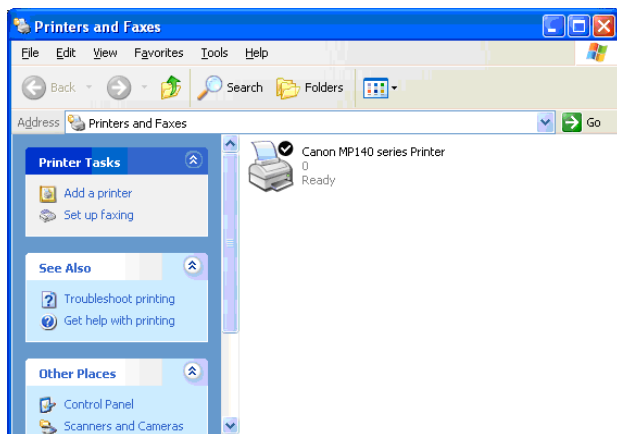 Printers and Faxes
File Edit View Favorites Tools Help
Back Search Folders
Address Printers and Faxes Go
Printer Tasks
Add a printer
Set up faxing
See Also
Troubleshoot printing
Get help with printing
Other Places
Control Panel
Scanners and Cameras
Canon MP140 series Printer
0
Ready